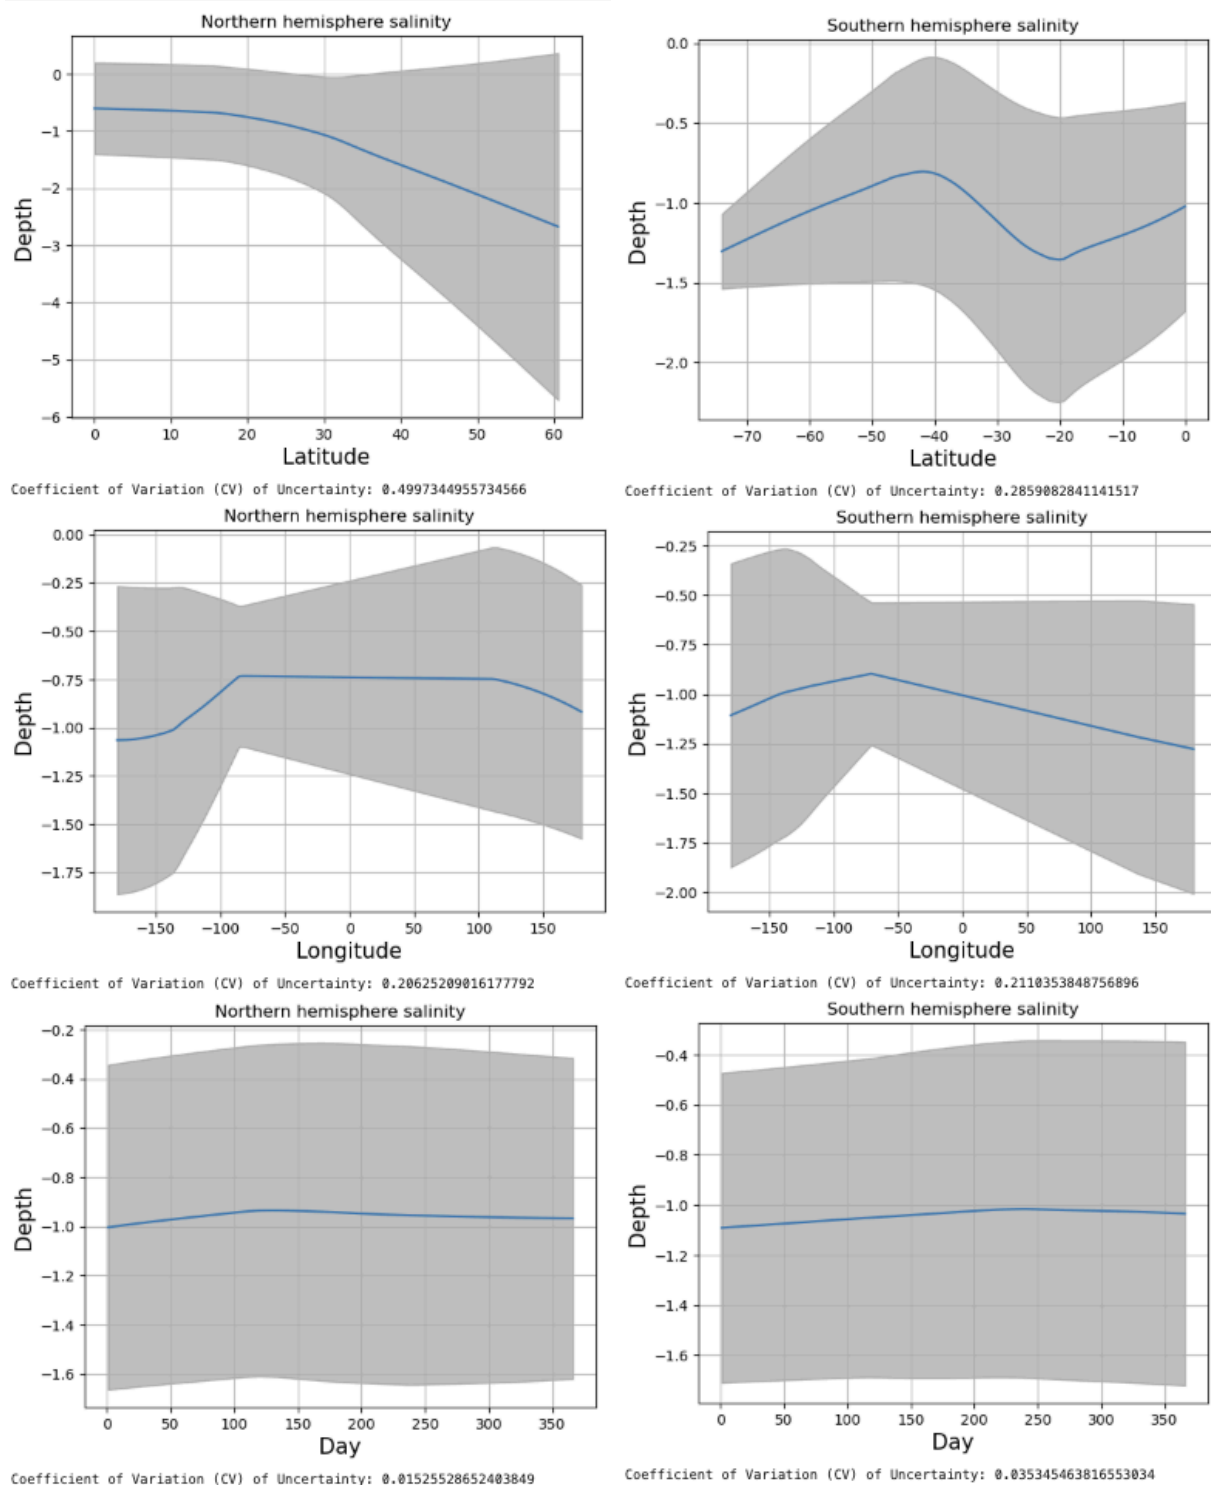 Northern hemisphere salinity
0
−1
−2
−3
−4
−5
−6
Depth
0 10 20 30 40 50 60
Latitude
Coefficient of Variation (CV) of Uncertainty: 0.4997344955734566
Southern hemisphere salinity
0.0
−0.5
−1.0
−1.5
−2.0
Depth
−70 −60 −50 −40 −30 −20 −10 0
Latitude
Coefficient of Variation (CV) of Uncertainty: 0.2859082841141517
Northern hemisphere salinity
0.00
−0.25
−0.50
−0.75
−1.00
−1.25
−1.50
−1.75
Depth
−150 −100 −50 0 50 100 150
Longitude
Coefficient of Variation (CV) of Uncertainty: 0.20625209016177792
Southern hemisphere salinity
−0.25
−0.50
−0.75
−1.00
−1.25
−1.50
−1.75
−2.00
Depth
−150 −100 −50 0 50 100 150
Longitude
Coefficient of Variation (CV) of Uncertainty: 0.2110353848756896
Northern hemisphere salinity
−0.2
−0.4
−0.6
−0.8
−1.0
−1.2
−1.4
−1.6
Depth
0 50 100 150 200 250 300 350
Day
Coefficient of Variation (CV) of Uncertainty: 0.01525528652403849
Southern hemisphere salinity
−0.4
−0.6
−0.8
−1.0
−1.2
−1.4
−1.6
Depth
0 50 100 150 200 250 300 350
Day
Coefficient of Variation (CV) of Uncertainty: 0.035345463816553034